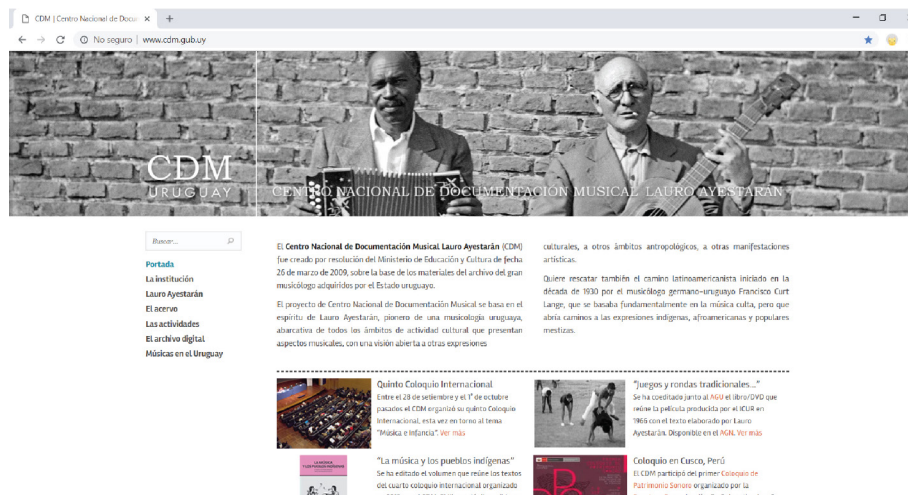 CDM | Centro Nacional de Docum
No seguro | www.cdm.gub.uy
CDM
URUGUAY
CENTRO NACIONAL DE DOCUMENTACIÓN MUSICAL LAURO AYESTARÁN
Buscar...
Portada
La institución
Lauro Ayestarán
El acervo
Las actividades
El archivo digital
Músicas en el Uruguay
El Centro Nacional de Documentación Musical Lauro Ayestarán (CDM)
fue creado por resolución del Ministerio de Educación y Cultura de fecha
26 de marzo de 2009, sobre la base de los materiales del archivo del gran
musicólogo adquiridos por el Estado uruguayo.
El proyecto de Centro Nacional de Documentación Musical se basa en el
espíritu de Lauro Ayestarán, pionero de una musicología uruguaya,
abarcativa de todos los ámbitos de actividad cultural que presentan
aspectos musicales, con una visión abierta a otras expresiones
culturales, a otros ámbitos antropológicos, a otras manifestaciones
artísticas.
Quiere rescatar también el camino latinoamericanista iniciado en la
década de 1930 por el musicólogo germano-uruguayo Francisco Curt
Lange, que se basaba fundamentalmente en la música culta, pero que
abría caminos a las expresiones indígenas, afroamericanas y populares
mestizas.
Quinto Coloquio Internacional
Entre el 28 de setiembre y el 1° de octubre
pasados el CDM organizó su quinto Coloquio
Internacional, esta vez en torno al tema
"Música e Infancia". Ver más
"Juegos y rondas tradicionales..."
Se ha coeditado junto al AGU el libro/DVD que
reúne la película producida por el ICUR en
1966 con el texto elaborado por Lauro
Ayestarán. Disponible en el AGN. Ver más
"La música y los pueblos indígenas"
Se ha editado el volumen que reúne los textos
del cuarto coloquio internacional organizado
Coloquio en Cusco, Perú
El CDM participó del primer Coloquio de
Patrimonio Sonoro organizado por la